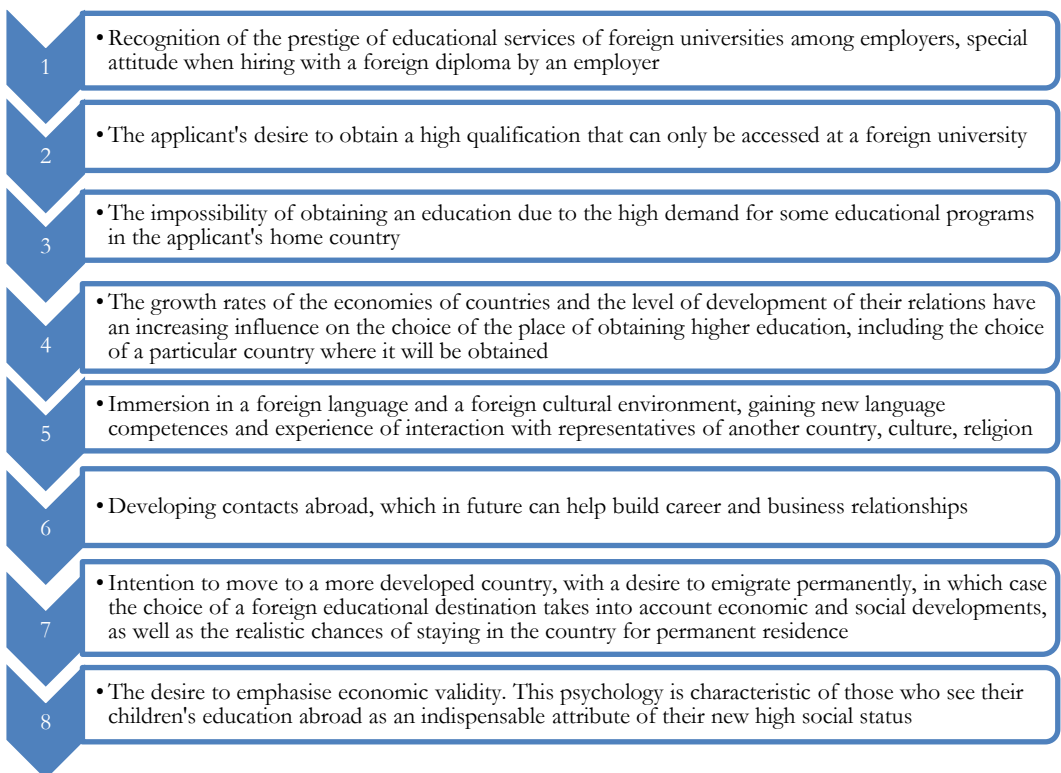 1
• Recognition of the prestige of educational services of foreign universities among employers, special
attitude when hiring with a foreign diploma by an employer
2
• The applicant's desire to obtain a high qualification that can only be accessed at a foreign university
3
• The impossibility of obtaining an education due to the high demand for some educational programs
in the applicant's home country
4
• The growth rates of the economies of countries and the level of development of their relations have
an increasing influence on the choice of the place of obtaining higher education, including the choice
of a particular country where it will be obtained
5
• Immersion in a foreign language and a foreign cultural environment, gaining new language
competences and experience of interaction with representatives of another country, culture, religion
6
• Developing contacts abroad, which in future can help build career and business relationships
7
• Intention to move to a more developed country, with a desire to emigrate permanently, in which case
the choice of a foreign educational destination takes into account economic and social developments,
as well as the realistic chances of staying in the country for permanent residence
8
• The desire to emphasise economic validity. This psychology is characteristic of those who see their
children's education abroad as an indispensable attribute of their new high social status